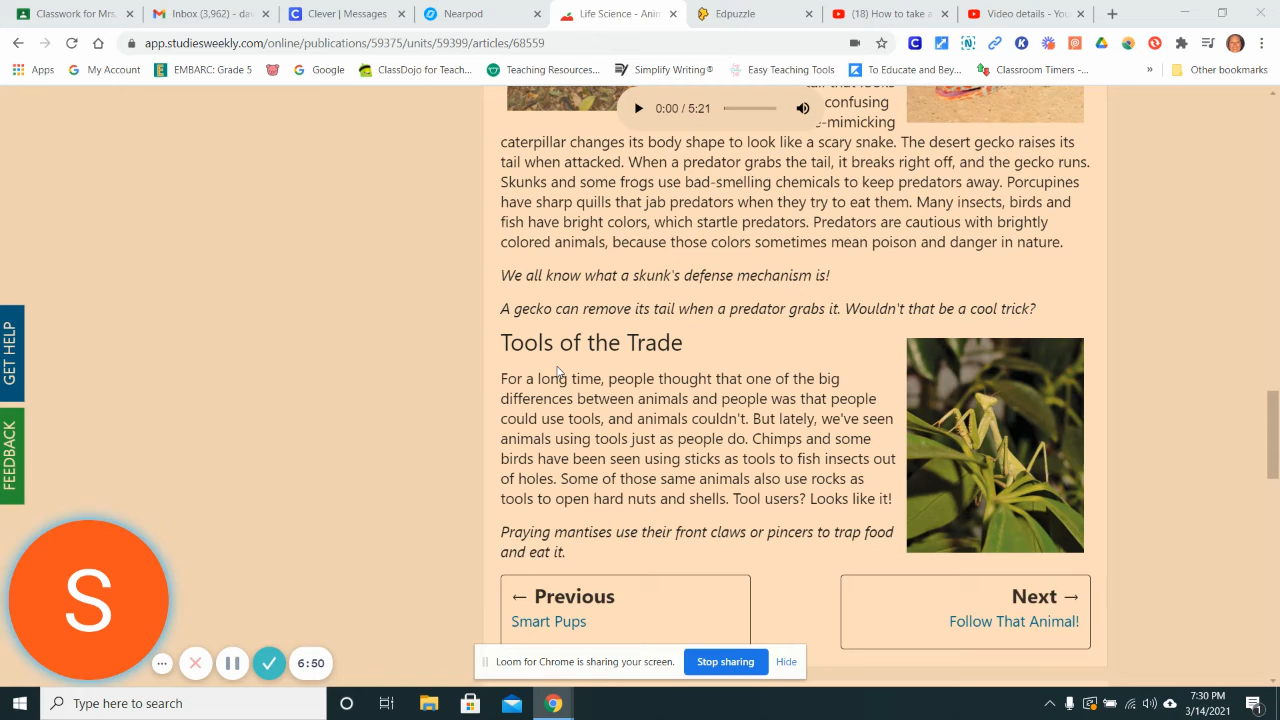 Classwork for Mrs.
Inbox (3,962) - da
Clever | Messages
Nearpod
Life Science - Ani
Edpuzzle
(18) How to take a
Video details - You
app.studiesweekly.com/online/publications/59375/units/59399/articles/68559
Apps
My Account
EMBARC: Grade 5
Google
ClassDojo for Teach...
Teaching Resources...
Simplify Writing®
Easy Teaching Tools
To Educate and Bey...
Classroom Timers -...
»
Other bookmarks
0:00 / 5:21
confusing
e-mimicking
caterpillar changes its body shape to look like a scary snake. The desert gecko raises its
tail when attacked. When a predator grabs the tail, it breaks right off, and the gecko runs.
Skunks and some frogs use bad-smelling chemicals to keep predators away. Porcupines
have sharp quills that jab predators when they try to eat them. Many insects, birds and
fish have bright colors, which startle predators. Predators are cautious with brightly
colored animals, because those colors sometimes mean poison and danger in nature.
We all know what a skunk's defense mechanism is!
A gecko can remove its tail when a predator grabs it. Wouldn't that be a cool trick?
Tools of the Trade
For a long time, people thought that one of the big
differences between animals and people was that people
could use tools, and animals couldn't. But lately, we've seen
animals using tools just as people do. Chimps and some
birds have been seen using sticks as tools to fish insects out
of holes. Some of those same animals also use rocks as
tools to open hard nuts and shells. Tool users? Looks like it!
Praying mantises use their front claws or pincers to trap food
and eat it.
← Previous
Smart Pups
Next →
Follow That Animal!
GET HELP
FEEDBACK
S
6:50
Loom for Chrome is sharing your screen.
Stop sharing
Hide
Type here to search
7:30 PM
3/14/2021